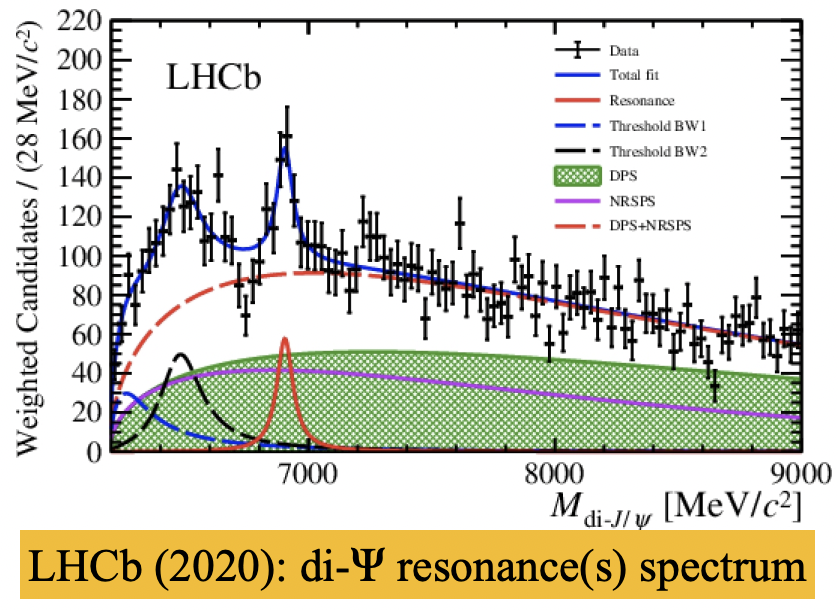 220
200
180
160
140
120
100
80
60
40
20
0
Weighted Candidates / (28 MeV/c²)
LHCb
Data
Total fit
Resonance
Threshold BW1
Threshold BW2
DPS
NRSPS
DPS+NRSPS
7000 8000 9000
M di-J/ψ [MeV/c²]
LHCb (2020): di-Ψ resonance(s) spectrum